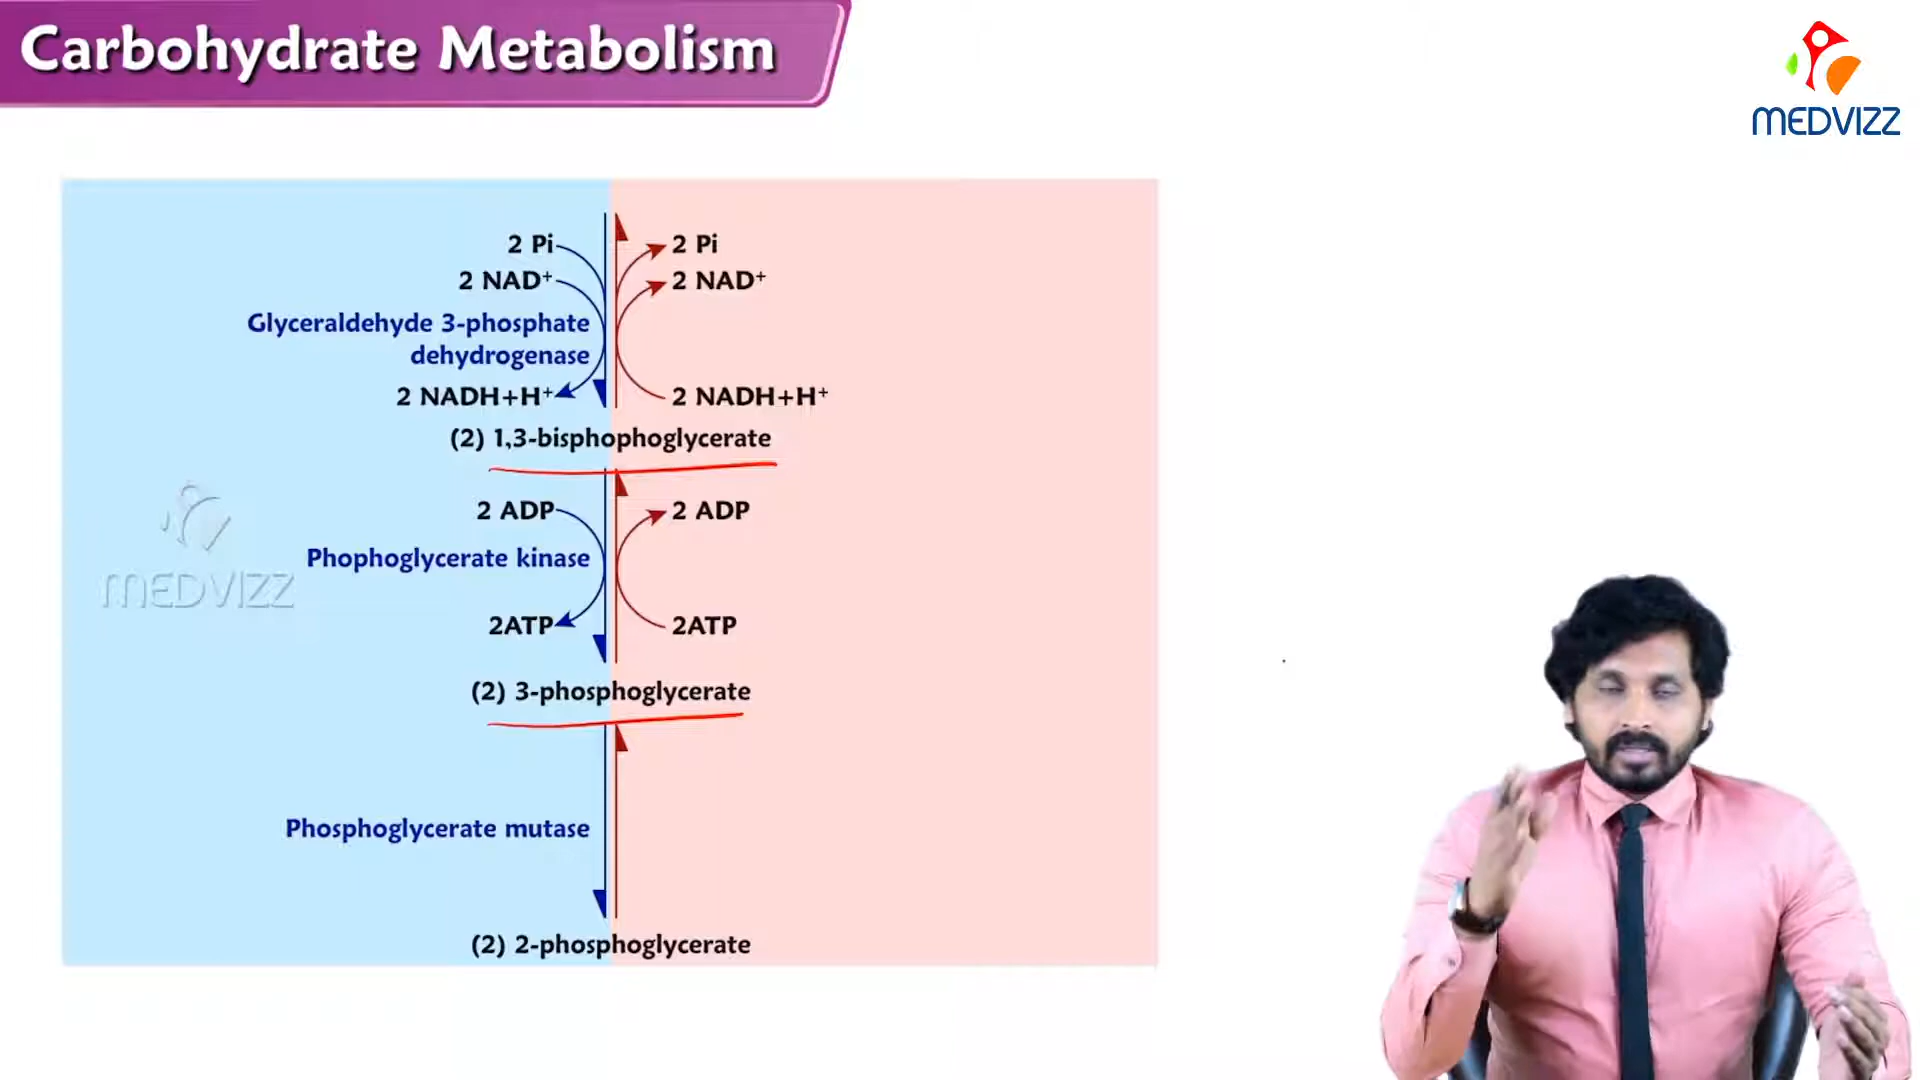 Carbohydrate Metabolism
MEDVIZZ
2 Pi
2 Pi
2 NAD⁺
2 NAD⁺
Glyceraldehyde 3-phosphate
dehydrogenase
2 NADH+H⁺
2 NADH+H⁺
(2) 1,3-bisphophoglycerate
2 ADP
2 ADP
Phophoglycerate kinase
MEDVIZZ
2ATP
2ATP
(2) 3-phosphoglycerate
Phosphoglycerate mutase
(2) 2-phosphoglycerate